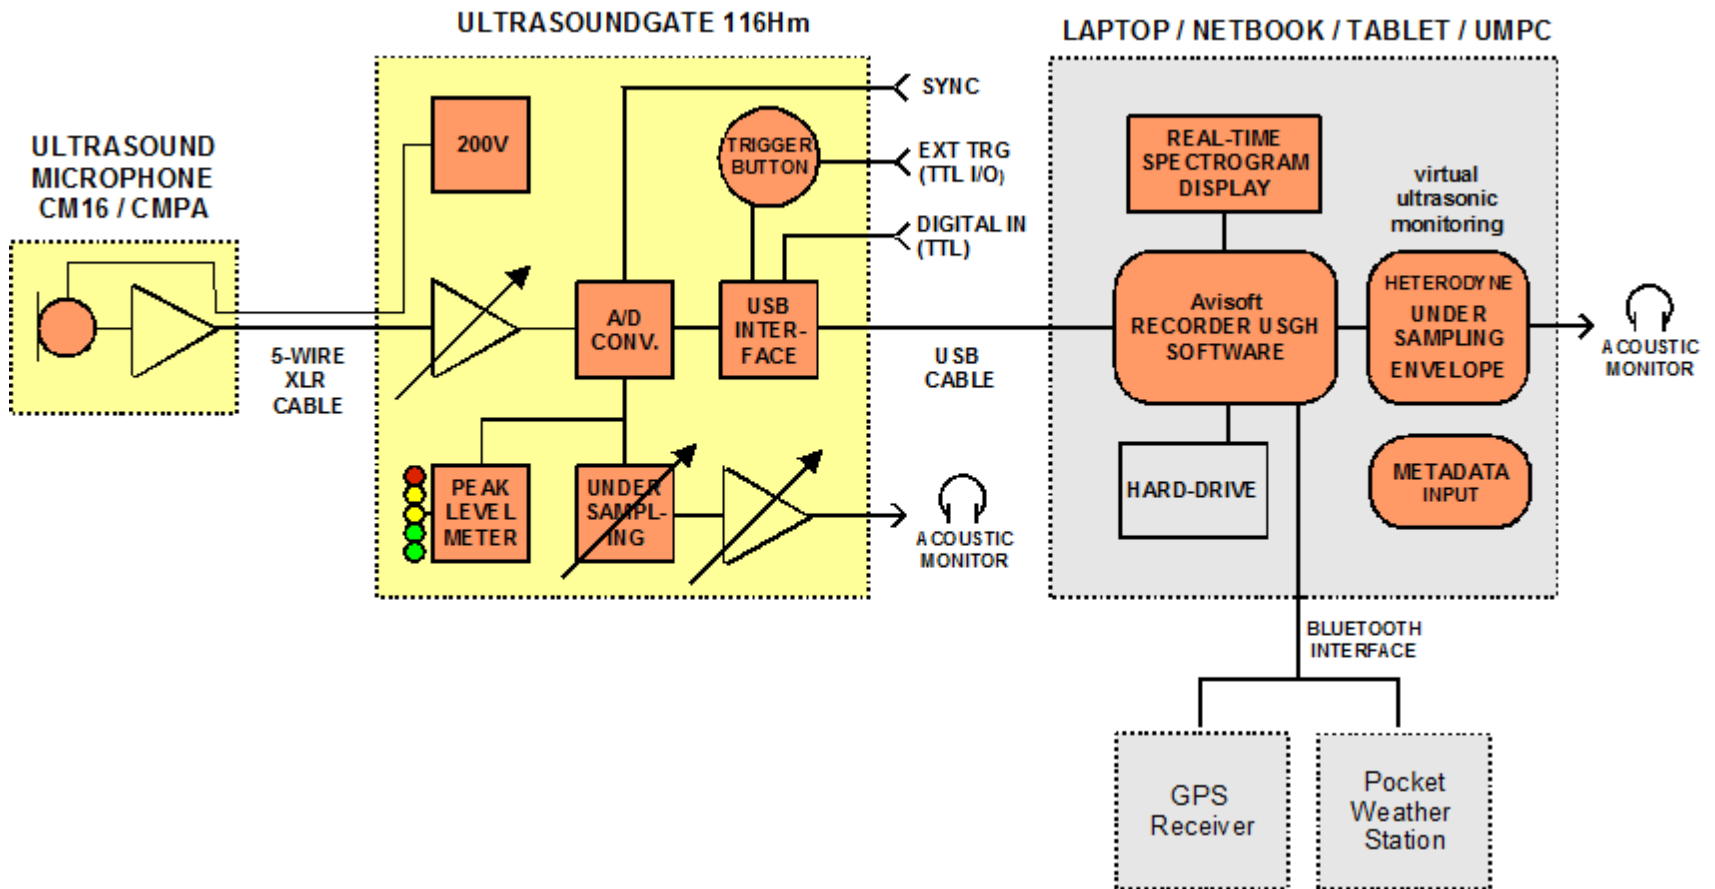 ULTRASOUNDGATE 116Hm
LAPTOP / NETBOOK / TABLET / UMPC
ULTRASOUND
MICROPHONE
CM16 / CMPA
200V
SYNC
TRIGGER
BUTTON
EXT TRG
(TTL I/O)
DIGITAL IN
(TTL)
A/D
CONV.
USB
INTER-
FACE
5-WIRE
XLR
CABLE
USB
CABLE
PEAK
LEVEL
METER
UNDER
SAMPL-
ING
ACOUSTIC
MONITOR
REAL-TIME
SPECTROGRAM
DISPLAY
virtual
ultrasonic
monitoring
Avisoft
RECORDER USGH
SOFTWARE
HETERODYNE
UNDER
SAMPLING
ENVELOPE
ACOUSTIC
MONITOR
HARD-DRIVE
METADATA
INPUT
BLUETOOTH
INTERFACE
GPS
Receiver
Pocket
Weather
Station